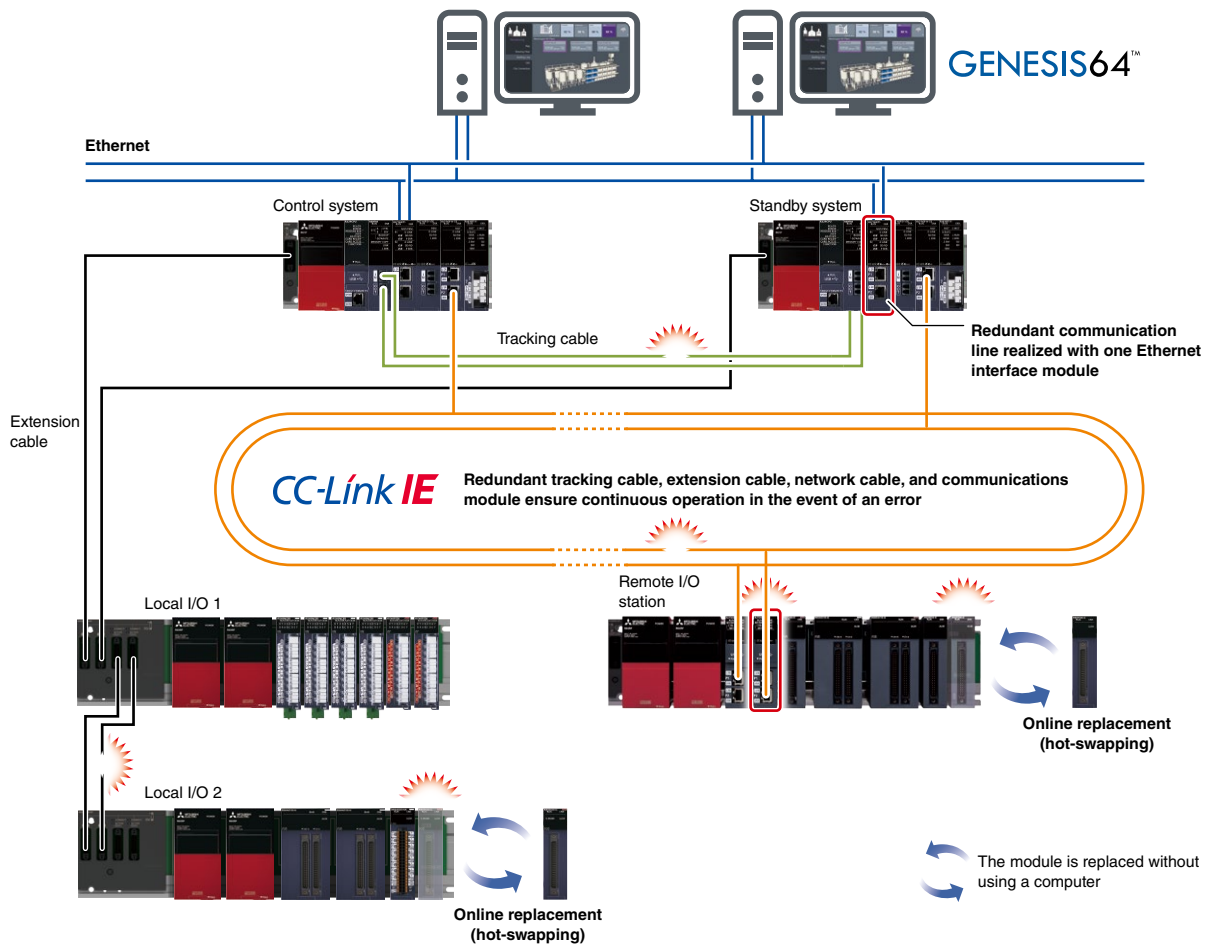 GENESIS64™
Ethernet
Control system
Standby system
Tracking cable
Redundant communication
line realized with one Ethernet
interface module
Extension
cable
CC-Link IE
Redundant tracking cable, extension cable, network cable, and communications
module ensure continuous operation in the event of an error
Remote I/O
station
Local I/O 1
Online replacement
(hot-swapping)
Local I/O 2
Online replacement
(hot-swapping)
The module is replaced without
using a computer